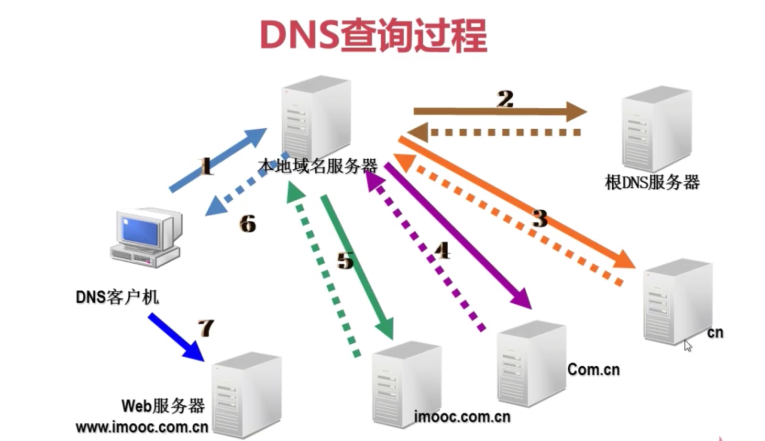 DNS查询过程
2
1
本地域名服务器
根DNS服务器
3
6
4
5
DNS客户机
7
cn
Com.cn
Web服务器
imooc.com.cn
www.imooc.com.cn